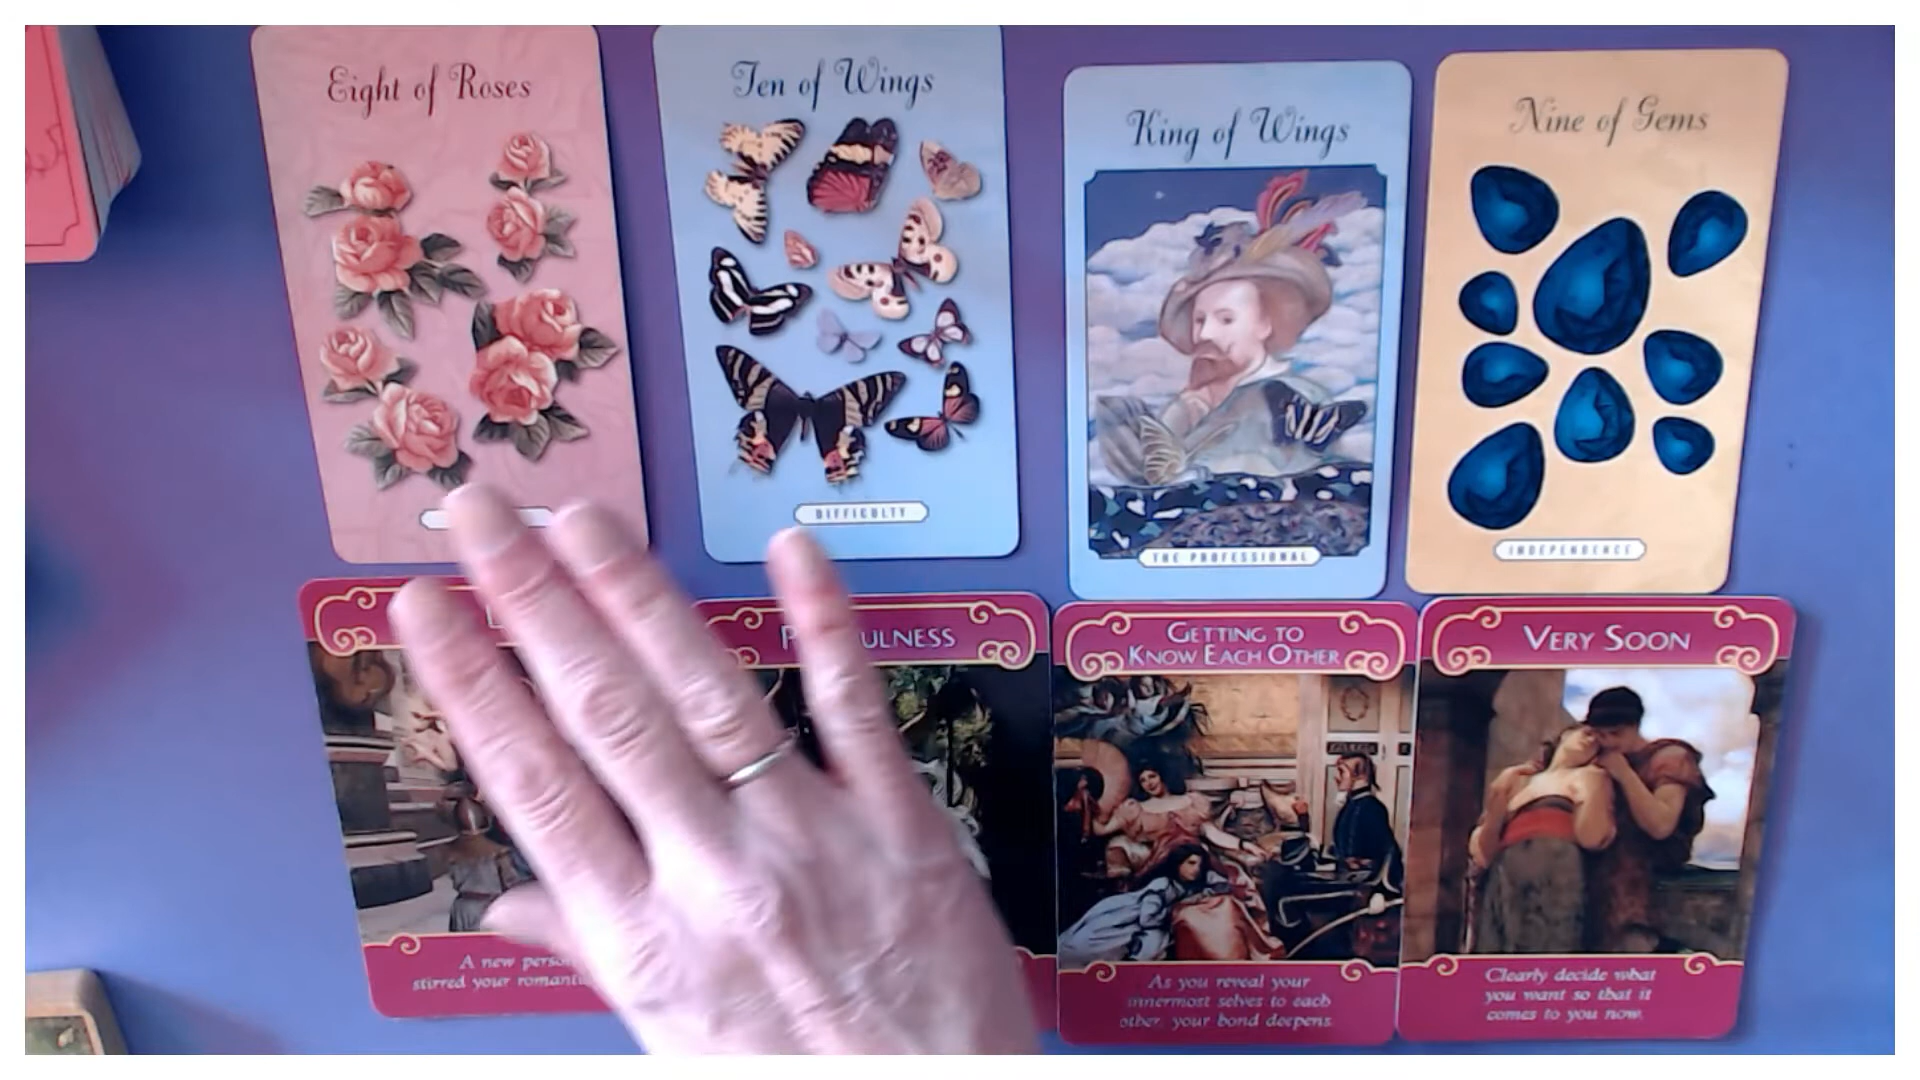 Eight of Roses
Ten of Wings
King of Wings
Nine of Gems
DIFFICULTY
THE PROFESSIONAL
INDEPENDENCE
GETTING TO
KNOW EACH OTHER
VERY SOON
A new
stirred your
As you reveal your
innermost selves to each
other, your bond deepens.
Clearly decide what
you want so that it
comes to you now.